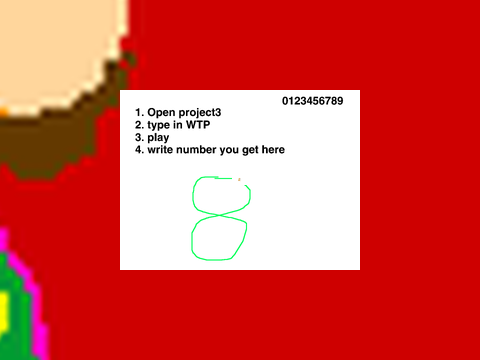 0123456789
1. Open project3
2. type in WTP
3. play
4. write number you get here
8